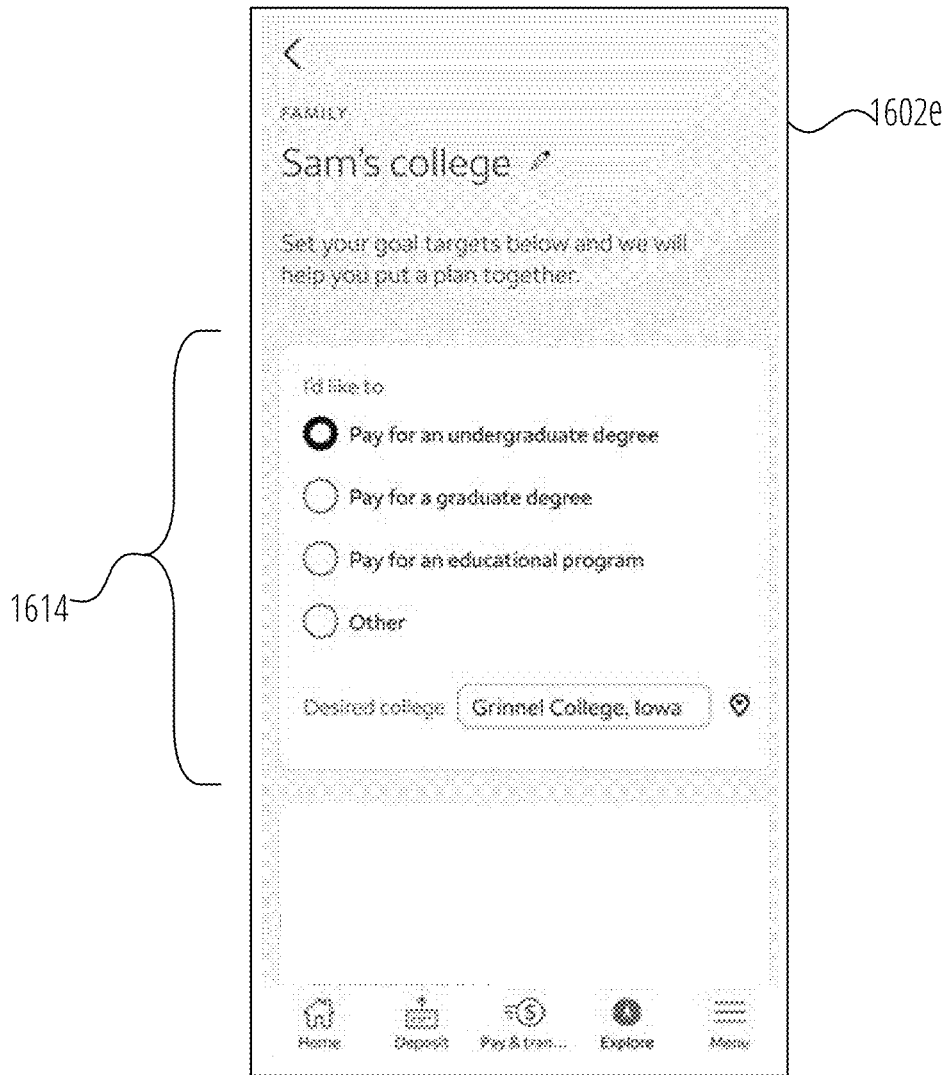 FAMILY
Sam's college
Set your goal targets below and we will
help you put a plan together.
I'd like to
Pay for an undergraduate degree
Pay for a graduate degree
Pay for an educational program
Other
Desired college Grinnel College, Iowa
Home Deposit Pay & tran... Explore Menu
1602e
1614